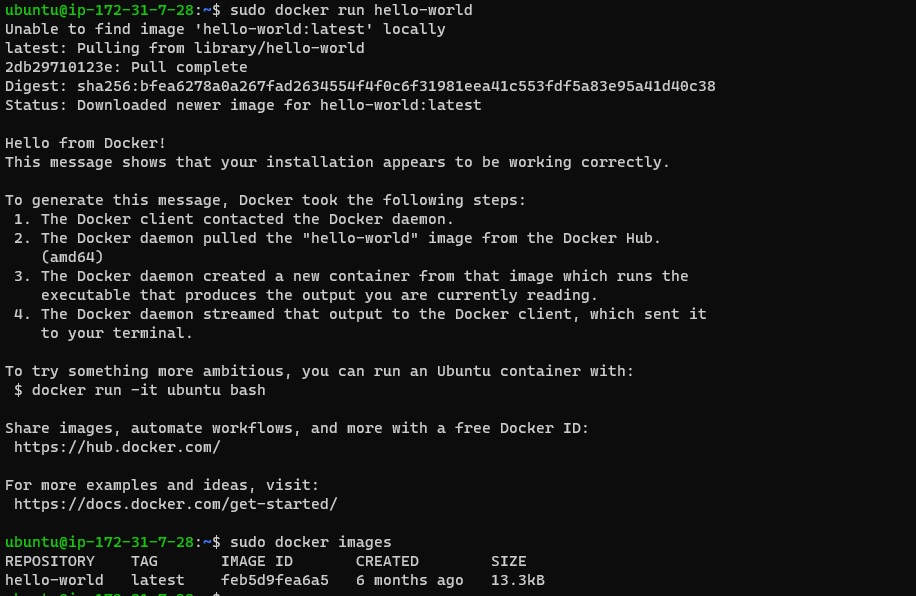 ubuntu@ip-172-31-7-28:~$ sudo docker run hello-world
Unable to find image 'hello-world:latest' locally
latest: Pulling from library/hello-world
2db29710123e: Pull complete
Digest: sha256:bfea6278a0a267fad2634554f4f0c6f31981eea41c553fdf5a83e95a41d40c38
Status: Downloaded newer image for hello-world:latest

Hello from Docker!
This message shows that your installation appears to be working correctly.

To generate this message, Docker took the following steps:
 1. The Docker client contacted the Docker daemon.
 2. The Docker daemon pulled the "hello-world" image from the Docker Hub.
    (amd64)
 3. The Docker daemon created a new container from that image which runs the
    executable that produces the output you are currently reading.
 4. The Docker daemon streamed that output to the Docker client, which sent it
    to your terminal.

To try something more ambitious, you can run an Ubuntu container with:
 $ docker run -it ubuntu bash

Share images, automate workflows, and more with a free Docker ID:
 https://hub.docker.com/

For more examples and ideas, visit:
 https://docs.docker.com/get-started/

ubuntu@ip-172-31-7-28:~$ sudo docker images
REPOSITORY    TAG       IMAGE ID       CREATED        SIZE
hello-world   latest    feb5d9fea6a5   6 months ago   13.3kB